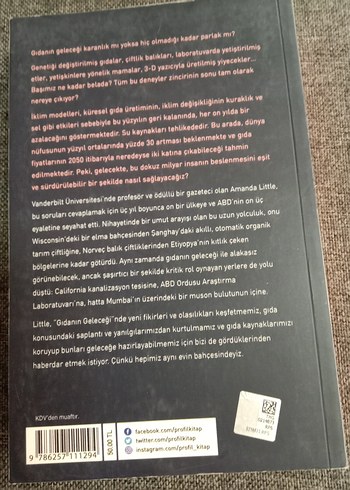 Gıdanın geleceği karanlık mı yoksa hiç olmadığı kadar parlak mı?
Genetiği değiştirilmiş gıdalar, çiftlik balıkları, laboratuvarda yetiştirilmiş
etler, yetişkinlere yönelik mamalar, 3-D yazıcıyla üretilmiş yiyecekler...
Başımız ne kadar belada? Tüm bu deneyler zincirinin sonu tam olarak
nereye çıkıyor?
İklim modelleri, küresel gıda üretiminin, iklim değişikliğinin kuraklık ve
sel gibi etkileri sebebiyle bu yüzyılın geri kalanında, her on yılda bir
azalacağını göstermektedir. Su kaynakları tehlikededir. Bu arada, dünya
nüfusunun yüzyıl ortalarında yüzde 30 artması beklenmekte ve gıda
fiyatlarının 2050 itibarıyla neredeyse iki katına çıkabileceği tahmin
edilmektedir. Peki, gelecekte, bu dokuz milyar insanın beslenmesini eşit
ve sürdürülebilir bir şekilde nasıl sağlayacağız?
Vanderbilt Üniversitesi'nde profesör ve ödüllü bir gazeteci olan Amanda Little,
bu soruları cevaplamak için üç yıl boyunca on bir ülkeye ve ABD'nin on üç
eyaletine seyahat etti. Nihayetinde bir umut arayışı olan bu uzun yolculuk, onu
Wisconsin'deki bir elma bahçesinden Şanghay'daki akıllı, otomatik organik
tarım çiftliğine, Norveç balık çiftliklerinden Etiyopya'nın kıtlık çeken
bölgelerine kadar götürdü. Aynı zamanda gıdanın geleceği ile alakasız
görünebilecek, ancak şaşırtıcı bir şekilde kritik rol oynayan yerlere de yolu
düştü: California kanalizasyon tesisine, ABD Ordusu Araştırma
Laboratuvarı'na, hatta Mumbai'ın üzerindeki bir muson bulutunun içine.
Little, "Gıdanın Geleceği"nde yeni fikirleri ve olasılıkları keşfetmemiz, gıda
konusundaki saplantı ve yanılgılarımızdan kurtulmamız ve gıda kaynaklarımızı
koruyup bunları geleceğe hazırlayabilmemiz için bizi de gördüklerinden
haberdar etmek istiyor. Çünkü hepimiz aynı evin bahçesindeyiz.
KDV'den muaftır.
50.00 TL
facebook.com/profilkitap
twitter.com/profilkitap
instagram.com/profil_kitap
9 786257 111294